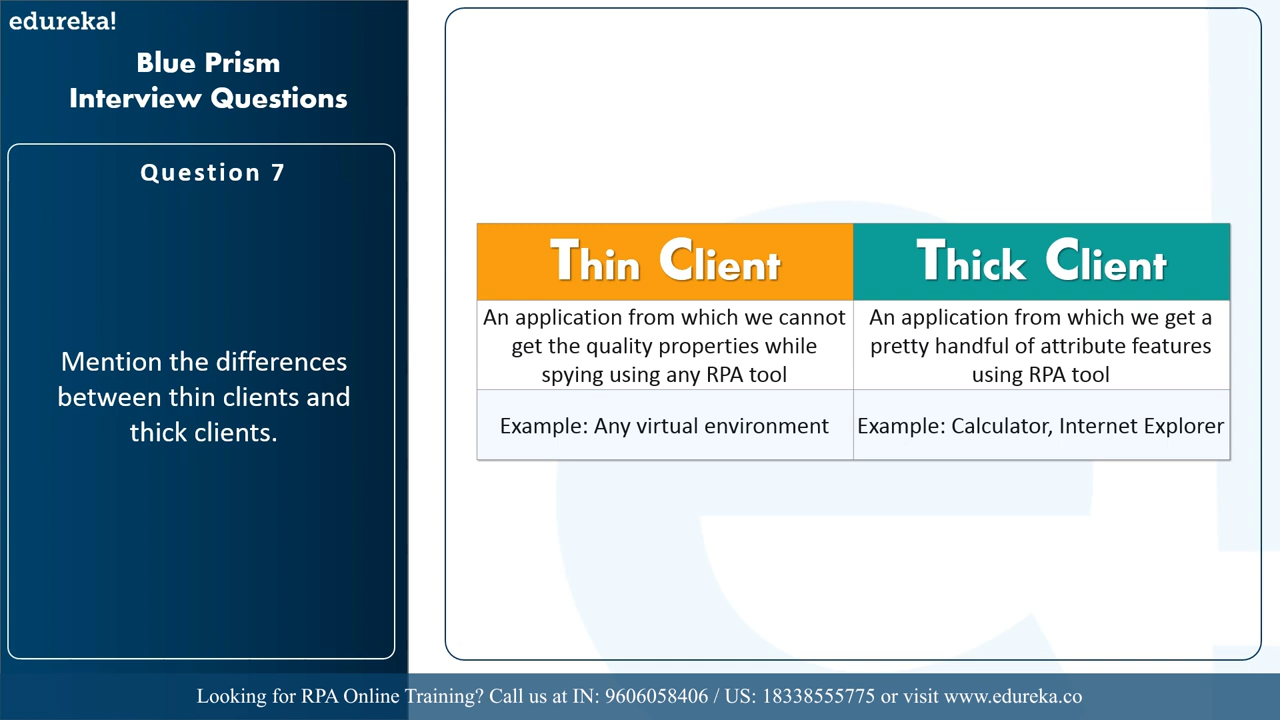 edureka!
Blue Prism
Interview Questions
Question 7
Mention the differences
between thin clients and
thick clients.
Thin Client
Thick Client
An application from which we cannot
get the quality properties while
spying using any RPA tool
An application from which we get a
pretty handful of attribute features
using RPA tool
Example: Any virtual environment
Example: Calculator, Internet Explorer
Looking for RPA Online Training? Call us at IN: 9606058406 / US: 18338555775 or visit www.edureka.co